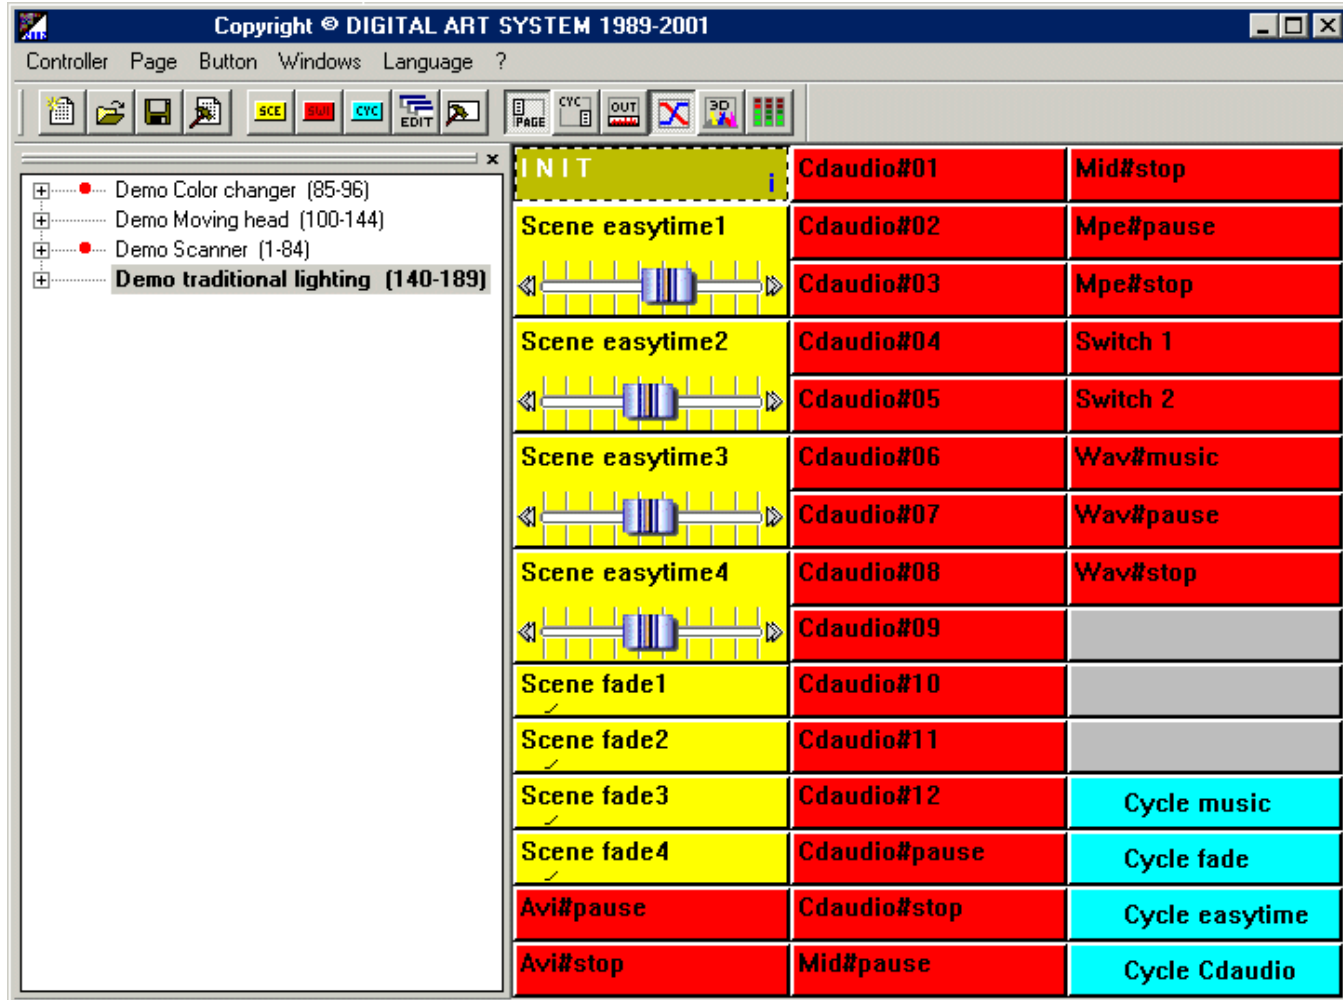 Copyright © DIGITAL ART SYSTEM 1989-2001
Controller Page Button Windows Language ?
SCE SWI CYC EDIT PAGE CYC OUT 3D
Demo Color changer (85-96)
Demo Moving head (100-144)
Demo Scanner (1-84)
Demo traditional lighting (140-189)
I N I T i
Scene easytime1
Scene easytime2
Scene easytime3
Scene easytime4
Scene fade1
Scene fade2
Scene fade3
Scene fade4
Avi#pause
Avi#stop
Cdaudio#01
Cdaudio#02
Cdaudio#03
Cdaudio#04
Cdaudio#05
Cdaudio#06
Cdaudio#07
Cdaudio#08
Cdaudio#09
Cdaudio#10
Cdaudio#11
Cdaudio#12
Cdaudio#pause
Cdaudio#stop
Mid#pause
Mid#stop
Mpe#pause
Mpe#stop
Switch 1
Switch 2
Wav#music
Wav#pause
Wav#stop
Cycle music
Cycle fade
Cycle easytime
Cycle Cdaudio